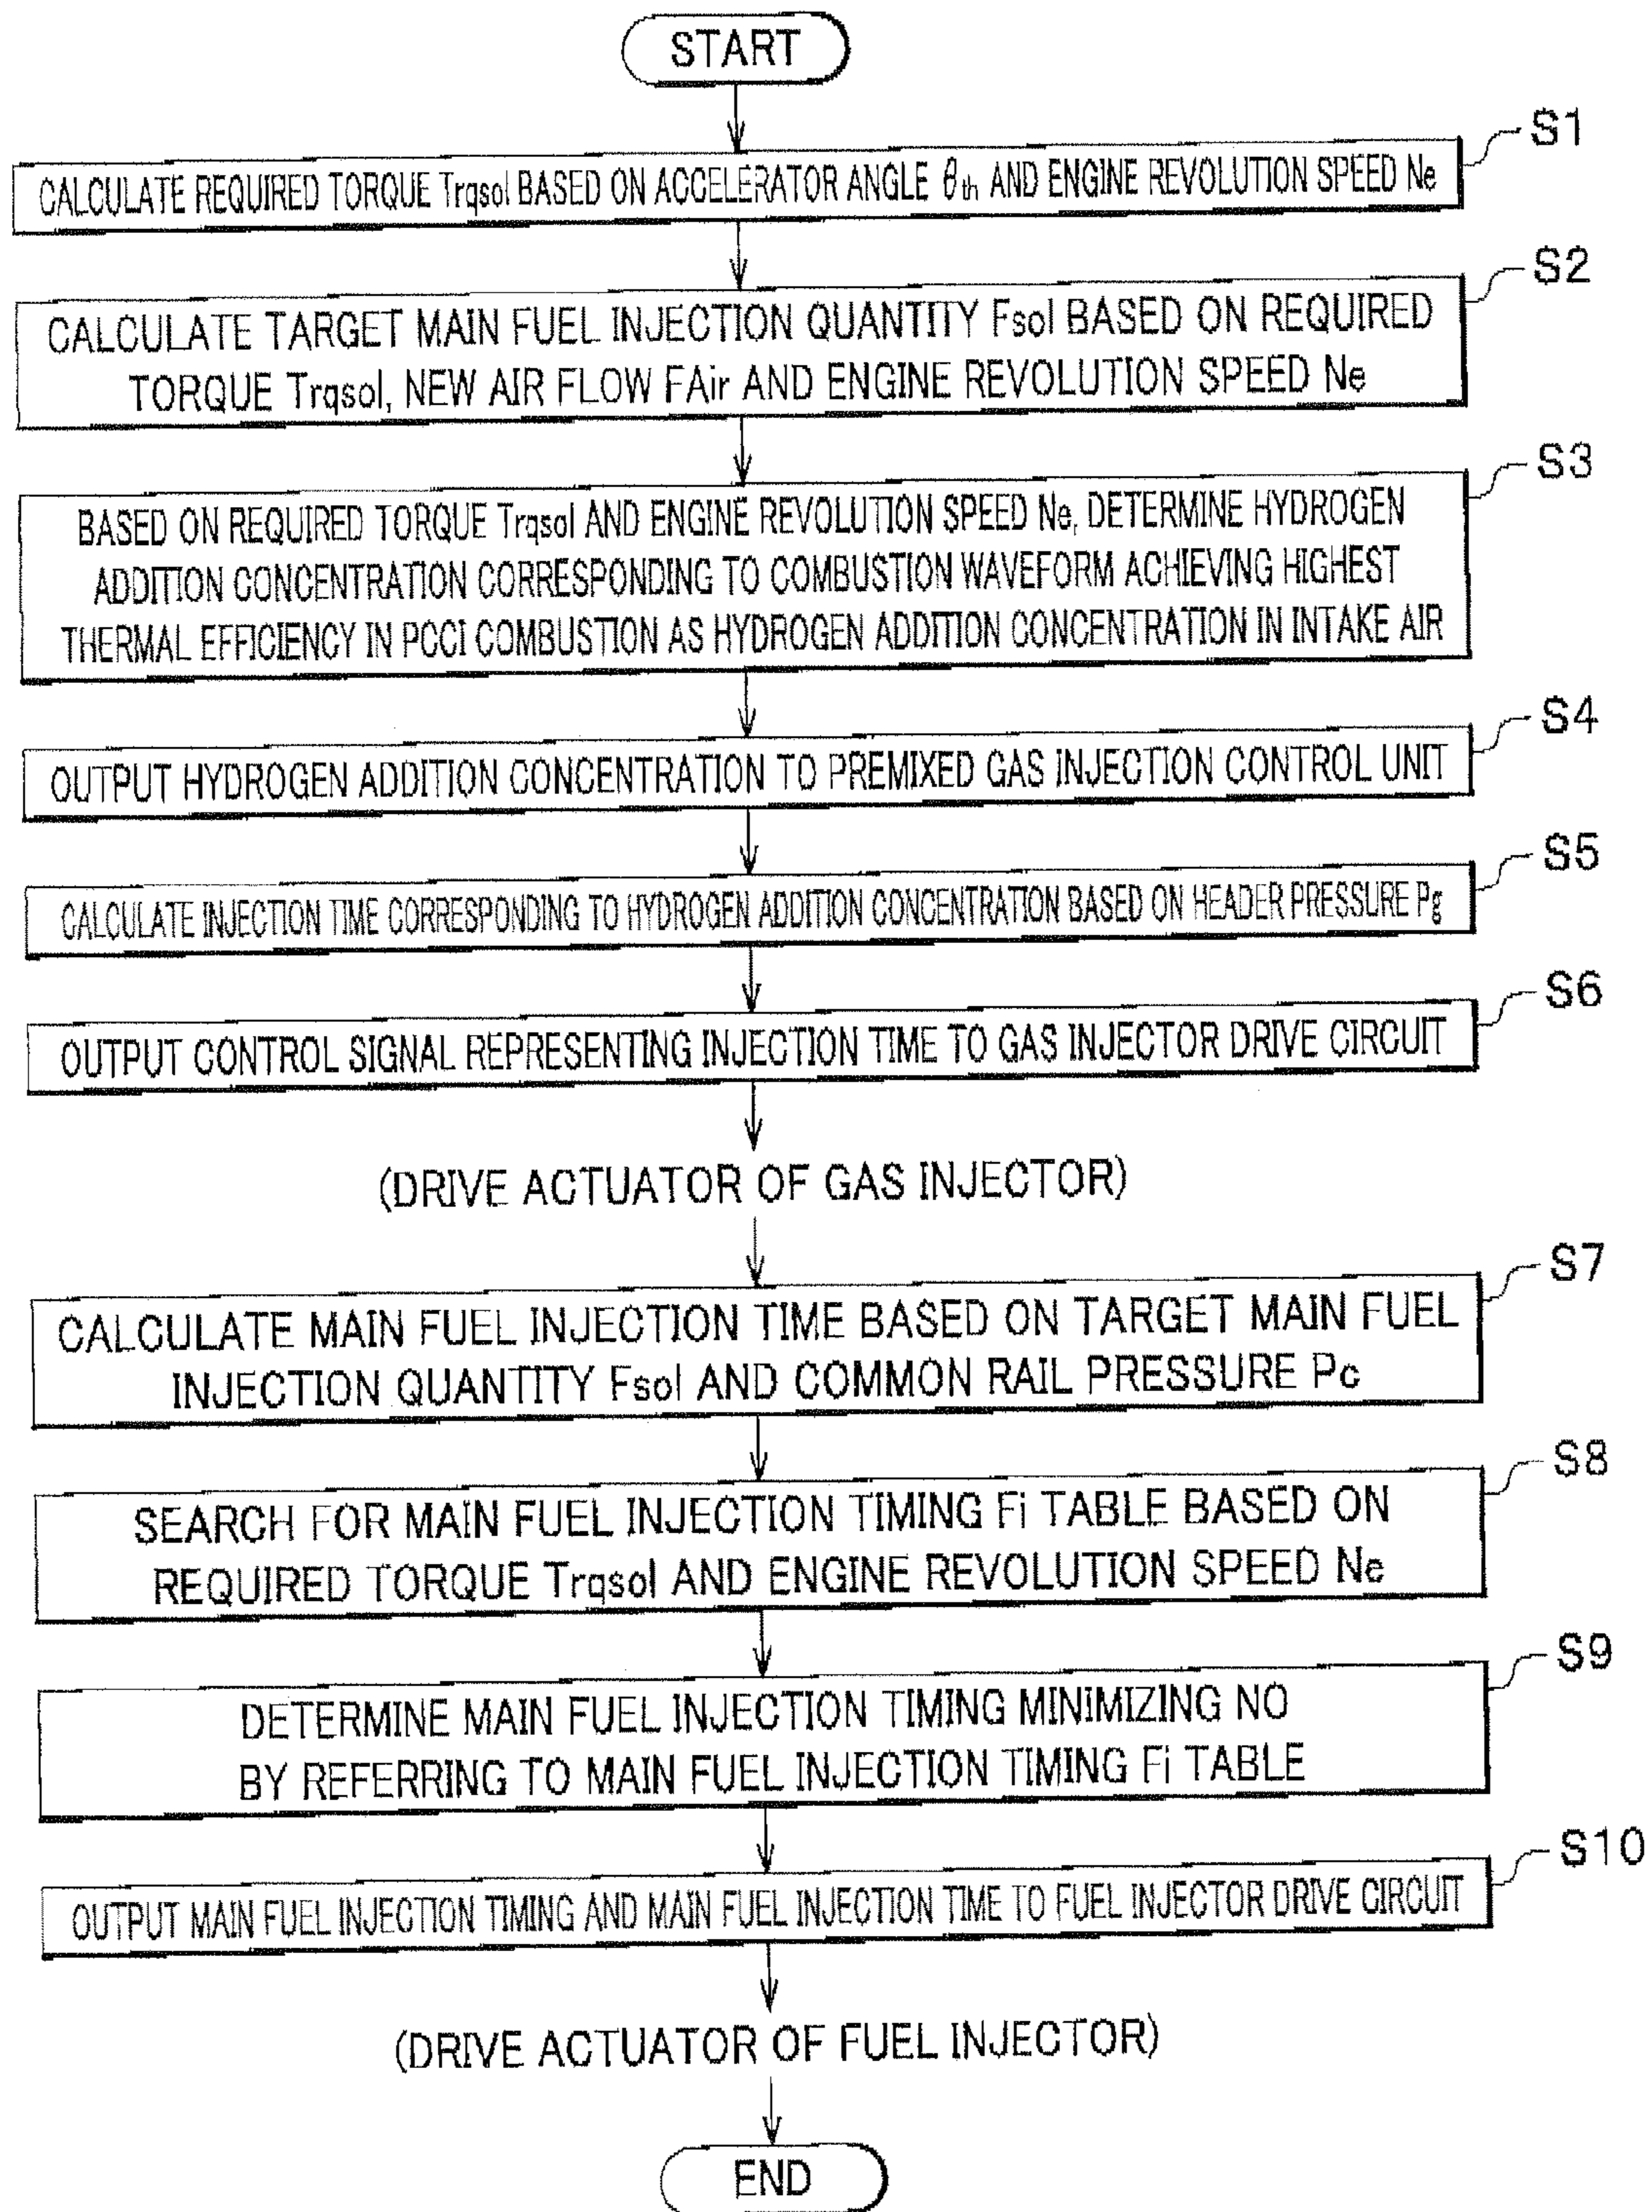 START
S1
CALCULATE REQUIRED TORQUE Trqsol BASED ON ACCELERATOR ANGLE θth AND ENGINE REVOLUTION SPEED Ne
S2
CALCULATE TARGET MAIN FUEL INJECTION QUANTITY Fsol BASED ON REQUIRED
TORQUE Trqsol, NEW AIR FLOW FAir AND ENGINE REVOLUTION SPEED Ne
S3
BASED ON REQUIRED TORQUE Trqsol AND ENGINE REVOLUTION SPEED Ne, DETERMINE HYDROGEN
ADDITION CONCENTRATION CORRESPONDING TO COMBUSTION WAVEFORM ACHIEVING HIGHEST
THERMAL EFFICIENCY IN PCCI COMBUSTION AS HYDROGEN ADDITION CONCENTRATION IN INTAKE AIR
S4
OUTPUT HYDROGEN ADDITION CONCENTRATION TO PREMIXED GAS INJECTION CONTROL UNIT
S5
CALCULATE INJECTION TIME CORRESPONDING TO HYDROGEN ADDITION CONCENTRATION BASED ON HEADER PRESSURE Pg
S6
OUTPUT CONTROL SIGNAL REPRESENTING INJECTION TIME TO GAS INJECTOR DRIVE CIRCUIT
(DRIVE ACTUATOR OF GAS INJECTOR)
S7
CALCULATE MAIN FUEL INJECTION TIME BASED ON TARGET MAIN FUEL
INJECTION QUANTITY Fsol AND COMMON RAIL PRESSURE Pc
S8
SEARCH FOR MAIN FUEL INJECTION TIMING Fi TABLE BASED ON
REQUIRED TORQUE Trqsol AND ENGINE REVOLUTION SPEED Ne
S9
DETERMINE MAIN FUEL INJECTION TIMING MINIMIZING NO
BY REFERRING TO MAIN FUEL INJECTION TIMING Fi TABLE
S10
OUTPUT MAIN FUEL INJECTION TIMING AND MAIN FUEL INJECTION TIME TO FUEL INJECTOR DRIVE CIRCUIT
(DRIVE ACTUATOR OF FUEL INJECTOR)
END